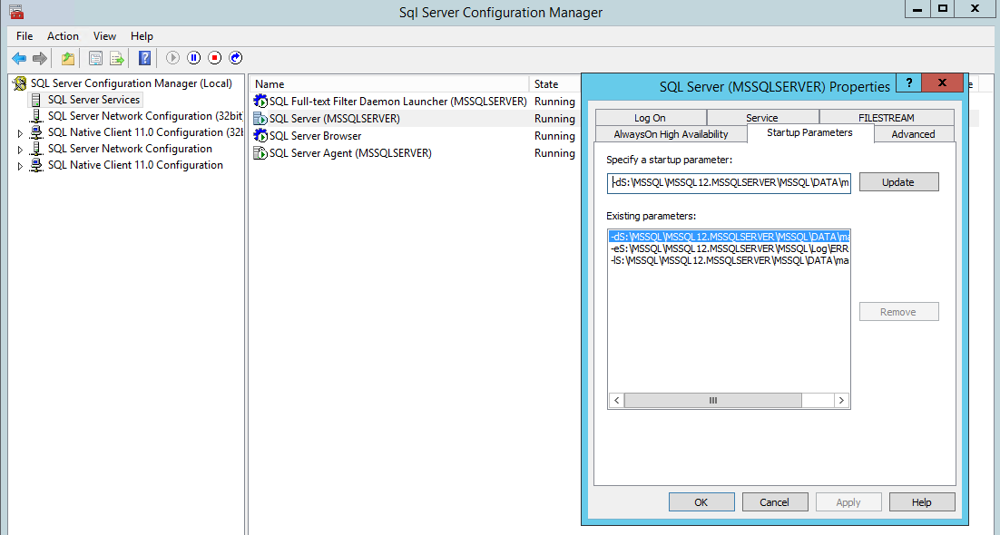 Sql Server Configuration Manager
File Action View Help
SQL Server Configuration Manager (Local)
SQL Server Services
SQL Server Network Configuration (32bit
SQL Native Client 11.0 Configuration (32b
SQL Server Network Configuration
SQL Native Client 11.0 Configuration
Name State
SQL Full-text Filter Daemon Launcher (MSSQLSERVER) Running
SQL Server (MSSQLSERVER) Running
SQL Server Browser Running
SQL Server Agent (MSSQLSERVER) Running
SQL Server (MSSQLSERVER) Properties
Log On Service FILESTREAM
AlwaysOn High Availability Startup Parameters Advanced
Specify a startup parameter:
-dS:\MSSQL\MSSQL12.MSSQLSERVER\MSSQL\DATA\m
Update
Existing parameters:
-dS:\MSSQL\MSSQL12.MSSQLSERVER\MSSQL\DATA\ma
-eS:\MSSQL\MSSQL12.MSSQLSERVER\MSSQL\Log\ERR
-lS:\MSSQL\MSSQL12.MSSQLSERVER\MSSQL\DATA\ma
Remove
OK Cancel Apply Help